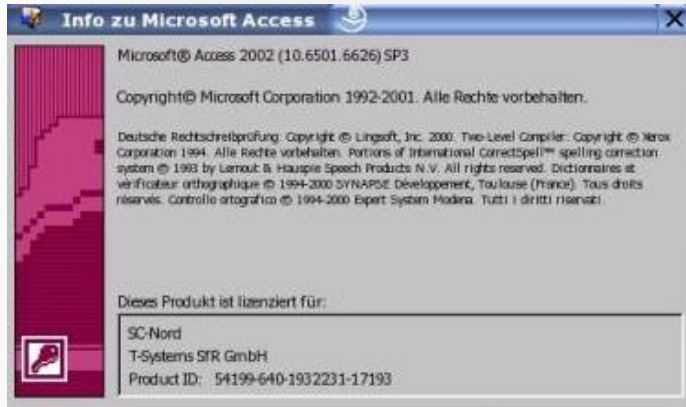 Info zu Microsoft Access
Microsoft® Access 2002 (10.6501.6626) SP3
Copyright© Microsoft Corporation 1992-2001. Alle Rechte vorbehalten.
Deutsche Rechtschreibprüfung: Copyright © Lingsoft, Inc. 2000. Two-Level Compiler: Copyright © Xerox
Corporation 1994. Alle Rechte vorbehalten. Portions of International CorrectSpell™ spelling correction
system © 1993 by Lernout & Hauspie Speech Products N.V. All rights reserved. Dictionnaires et
vérificateur orthographique © 1994-2000 SYNAPSE Développement, Toulouse (France). Tous droits
réservés. Controllo ortografico © 1994-2000 Expert System Modena. Tutti i diritti riservati.
Dieses Produkt ist lizenziert für:
SC-Nord
T-Systems SfR GmbH
Product ID: 54199-640-1932231-17193